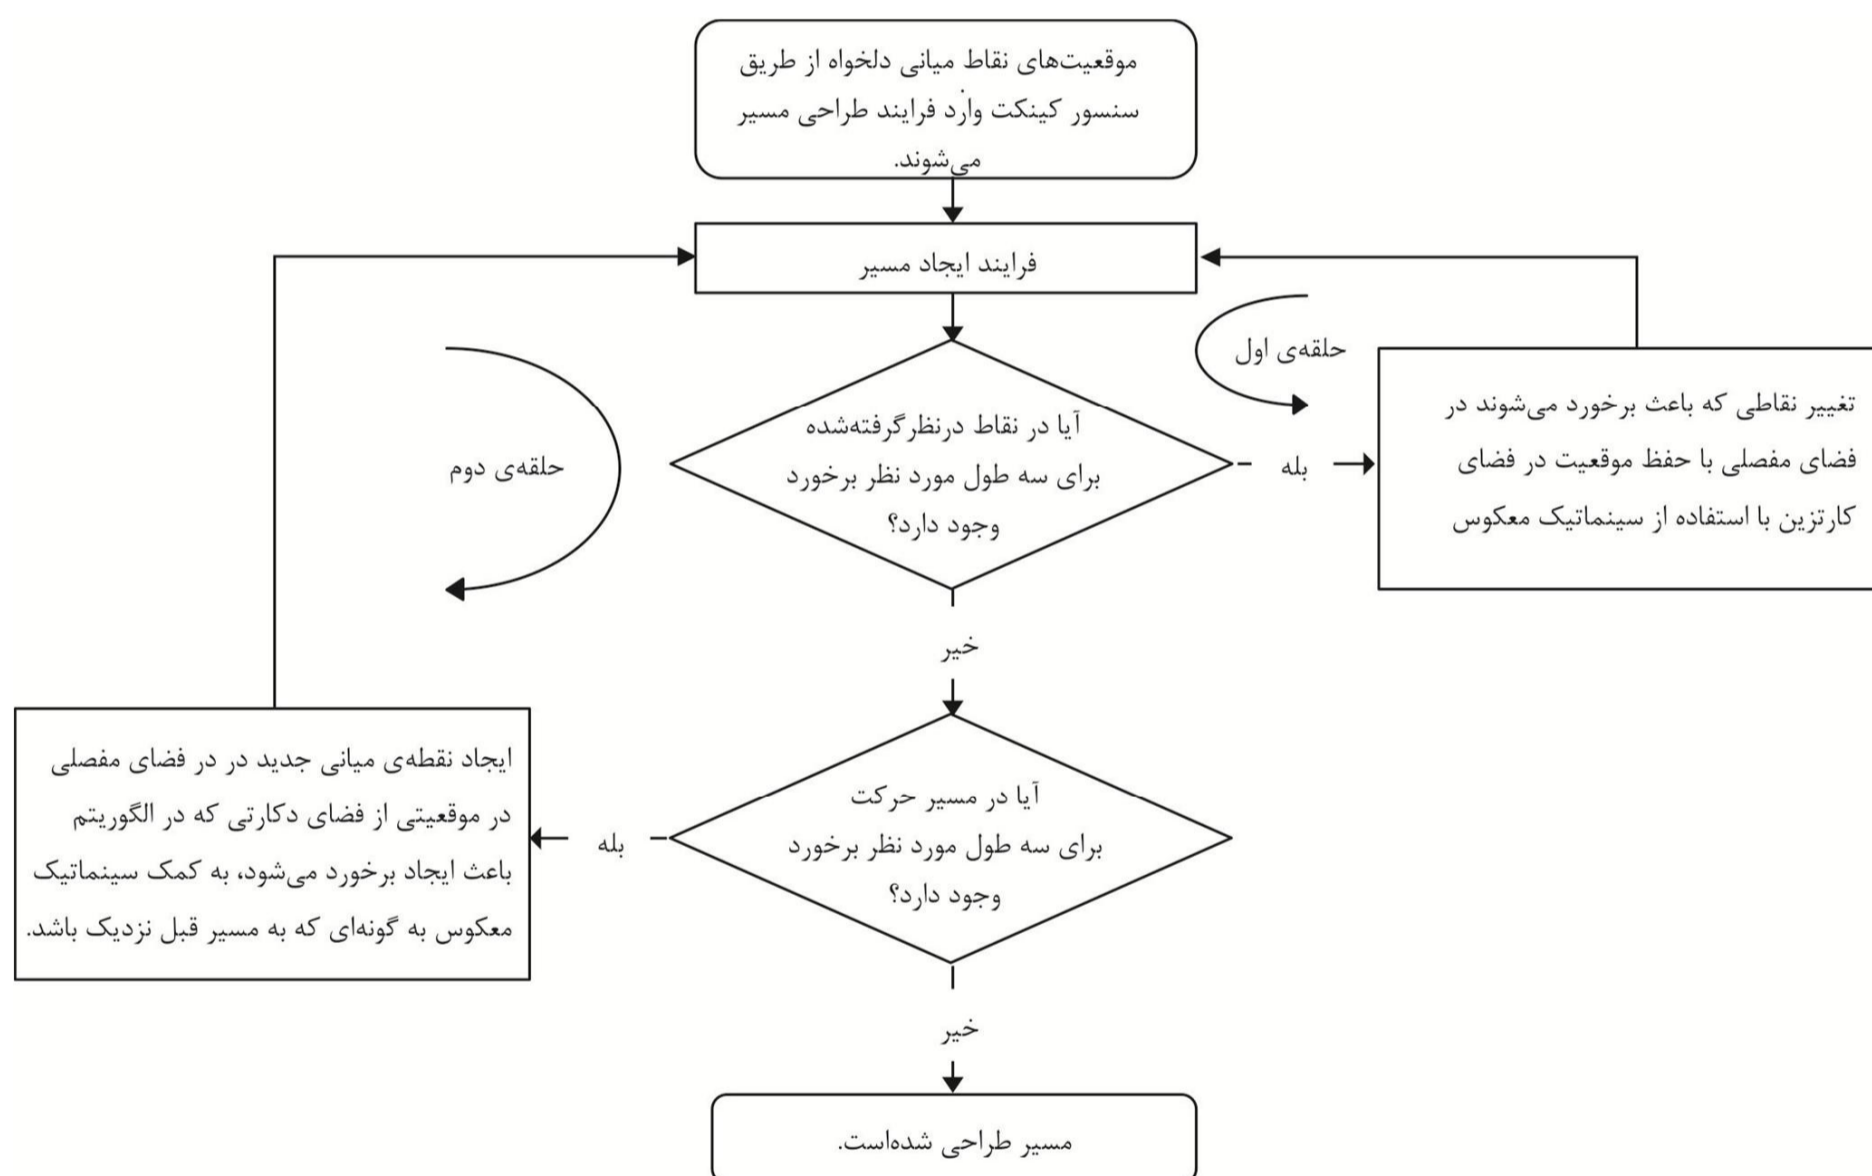 موقعیت‌های نقاط میانی دلخواه از طریق
سنسور کینکت وارد فرایند طراحی مسیر
می‌شوند.
فرایند ایجاد مسیر
حلقه‌ی اول
آیا در نقاط درنظرگرفته‌شده
برای سه طول مورد نظر برخورد
وجود دارد؟
بله
تغییر نقاطی که باعث برخورد می‌شوند در
فضای مفصلی با حفظ موقعیت در فضای
کارتزین با استفاده از سینماتیک معکوس
حلقه‌ی دوم
خیر
آیا در مسیر حرکت
برای سه طول مورد نظر برخورد
وجود دارد؟
بله
ایجاد نقطه‌ی میانی جدید در در فضای مفصلی
در موقعیتی از فضای دکارتی که در الگوریتم
باعث ایجاد برخورد می‌شود، به کمک سینماتیک
معکوس به گونه‌ای که به مسیر قبل نزدیک باشد.
خیر
مسیر طراحی شده‌است.